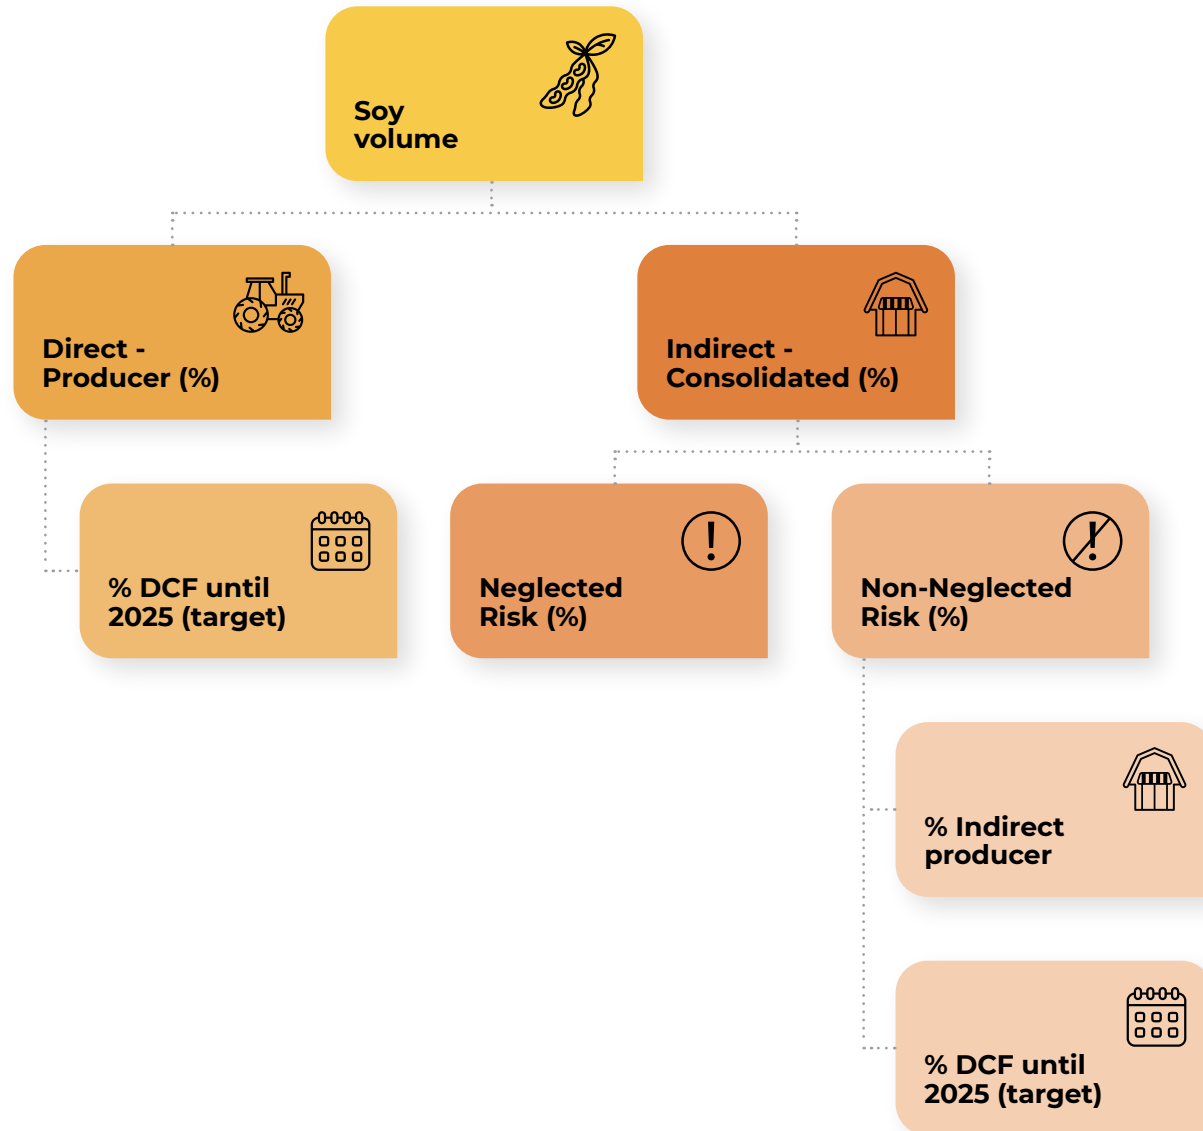 Soy
volume
Direct -
Producer (%)
Indirect -
Consolidated (%)
% DCF until
2025 (target)
Neglected
Risk (%)
Non-Neglected
Risk (%)
% Indirect
producer
% DCF until
2025 (target)